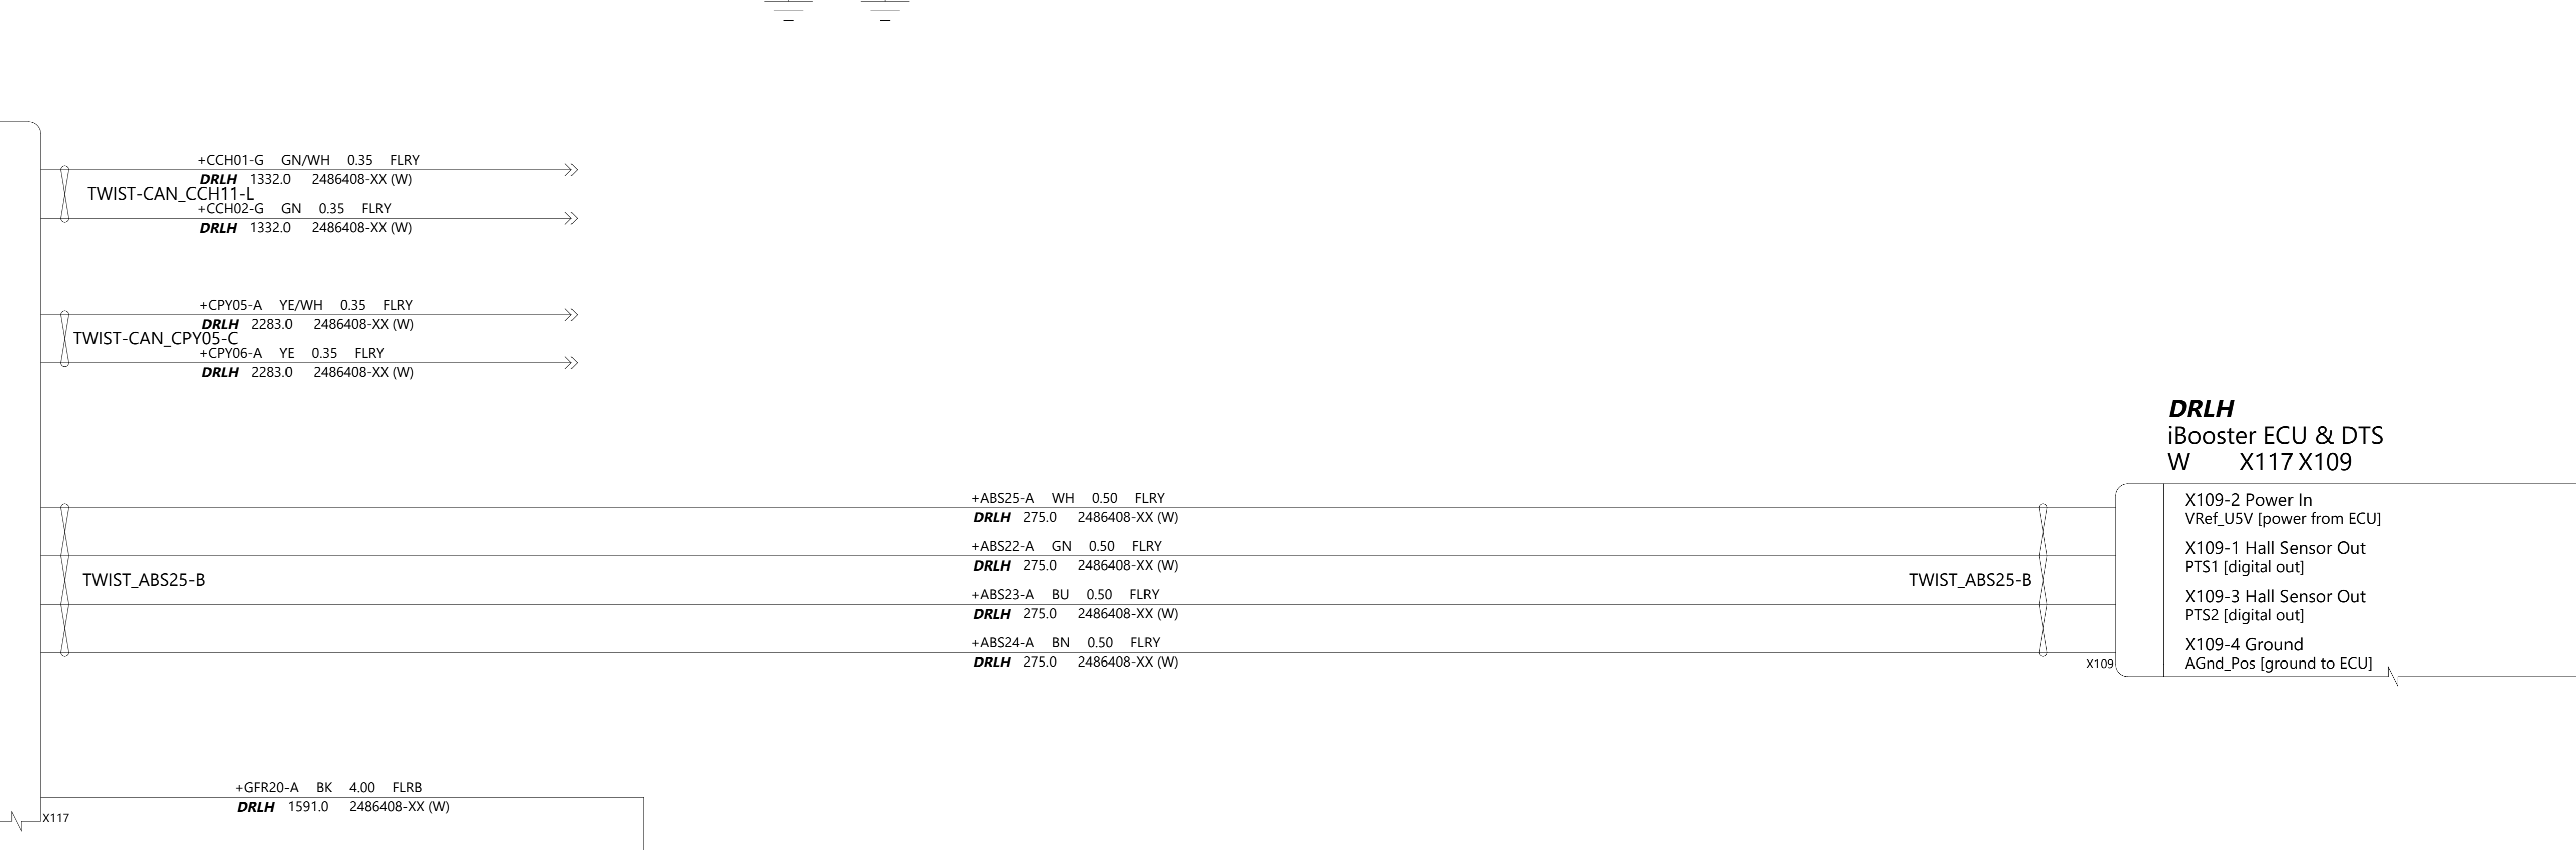 +CCH01-G GN/WH 0.35 FLRY
DRLH 1332.0 2486408-XX (W)
TWIST-CAN_CCH11-L
+CCH02-G GN 0.35 FLRY
DRLH 1332.0 2486408-XX (W)
+CPY05-A YE/WH 0.35 FLRY
DRLH 2283.0 2486408-XX (W)
TWIST-CAN_CPY05-C
+CPY06-A YE 0.35 FLRY
DRLH 2283.0 2486408-XX (W)
DRLH
iBooster ECU & DTS
W X117 X109
+ABS25-A WH 0.50 FLRY
DRLH 275.0 2486408-XX (W)
+ABS22-A GN 0.50 FLRY
DRLH 275.0 2486408-XX (W)
TWIST_ABS25-B
TWIST_ABS25-B
+ABS23-A BU 0.50 FLRY
DRLH 275.0 2486408-XX (W)
+ABS24-A BN 0.50 FLRY
DRLH 275.0 2486408-XX (W)
X109
X109-2 Power In
VRef_U5V [power from ECU]
X109-1 Hall Sensor Out
PTS1 [digital out]
X109-3 Hall Sensor Out
PTS2 [digital out]
X109-4 Ground
AGnd_Pos [ground to ECU]
+GFR20-A BK 4.00 FLRB
DRLH 1591.0 2486408-XX (W)
X117